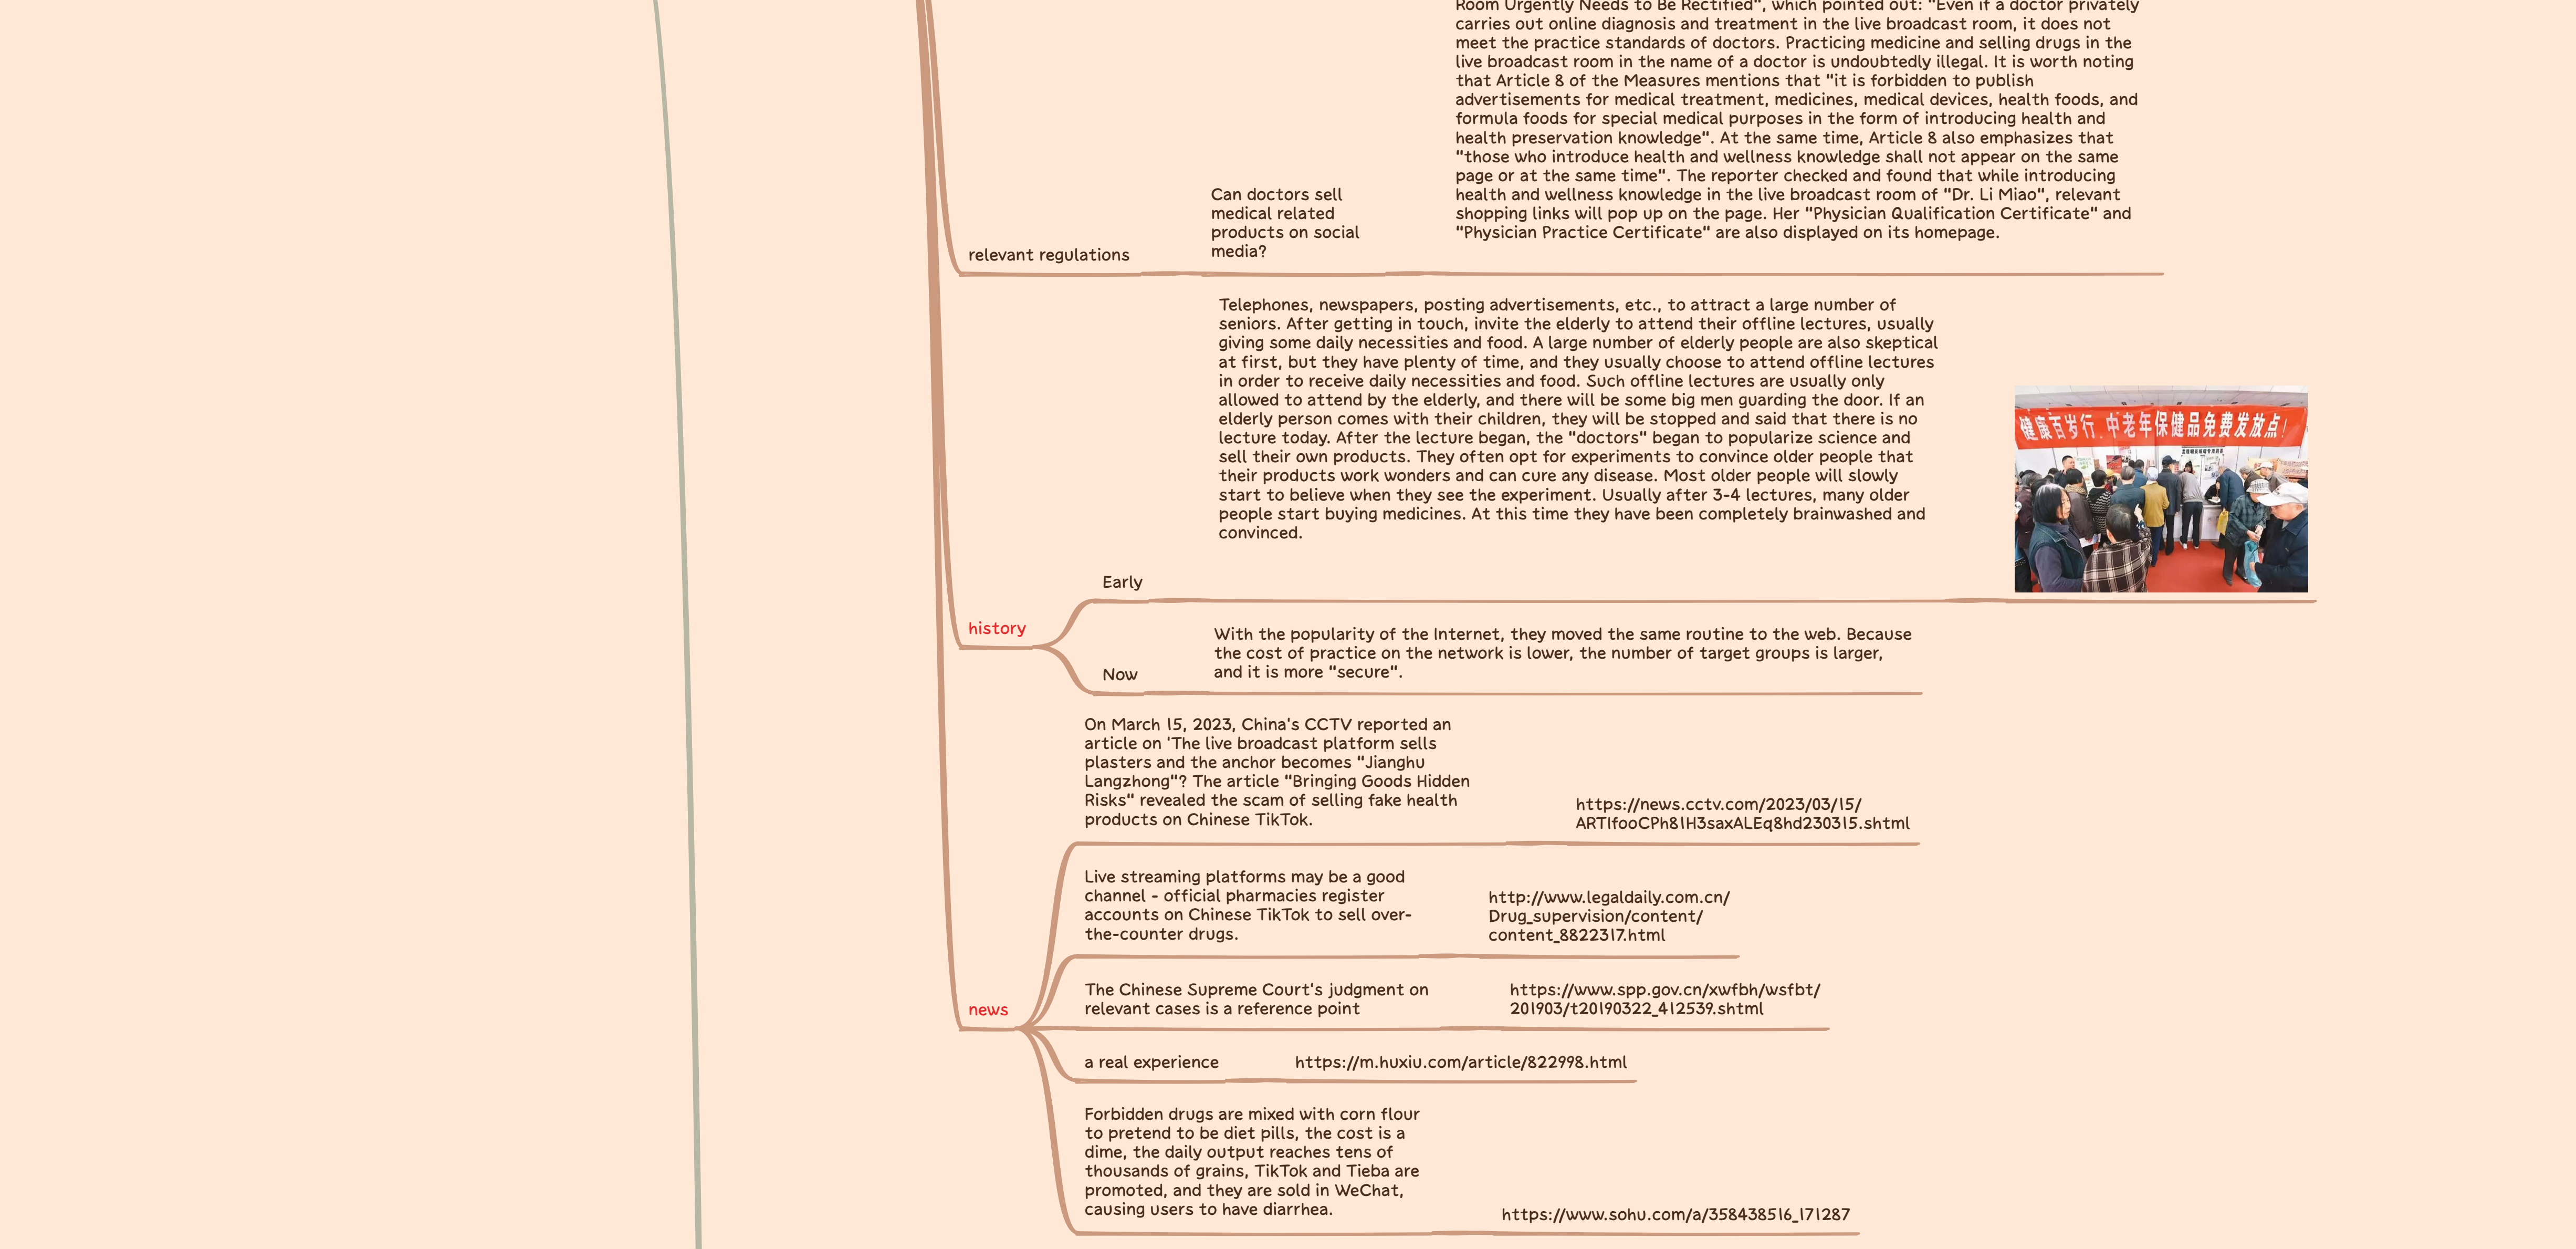 Room Urgently Needs to Be Rectified", which pointed out: "Even if a doctor privately
carries out online diagnosis and treatment in the live broadcast room, it does not
meet the practice standards of doctors. Practicing medicine and selling drugs in the
live broadcast room in the name of a doctor is undoubtedly illegal. It is worth noting
that Article 8 of the Measures mentions that "it is forbidden to publish
advertisements for medical treatment, medicines, medical devices, health foods, and
formula foods for special medical purposes in the form of introducing health and
health preservation knowledge". At the same time, Article 8 also emphasizes that
"those who introduce health and wellness knowledge shall not appear on the same
page or at the same time". The reporter checked and found that while introducing
health and wellness knowledge in the live broadcast room of "Dr. Li Miao", relevant
shopping links will pop up on the page. Her "Physician Qualification Certificate" and
"Physician Practice Certificate" are also displayed on its homepage.
Can doctors sell
medical related
products on social
media?
relevant regulations
Telephones, newspapers, posting advertisements, etc., to attract a large number of
seniors. After getting in touch, invite the elderly to attend their offline lectures, usually
giving some daily necessities and food. A large number of elderly people are also skeptical
at first, but they have plenty of time, and they usually choose to attend offline lectures
in order to receive daily necessities and food. Such offline lectures are usually only
allowed to attend by the elderly, and there will be some big men guarding the door. If an
elderly person comes with their children, they will be stopped and said that there is no
lecture today. After the lecture began, the "doctors" began to popularize science and
sell their own products. They often opt for experiments to convince older people that
their products work wonders and can cure any disease. Most older people will slowly
start to believe when they see the experiment. Usually after 3-4 lectures, many older
people start buying medicines. At this time they have been completely brainwashed and
convinced.
健康百岁行.中老年保健品免费发放点!
Early
history
With the popularity of the Internet, they moved the same routine to the web. Because
the cost of practice on the network is lower, the number of target groups is larger,
and it is more "secure".
Now
On March 15, 2023, China's CCTV reported an
article on 'The live broadcast platform sells
plasters and the anchor becomes "Jianghu
Langzhong"? The article "Bringing Goods Hidden
Risks" revealed the scam of selling fake health
products on Chinese TikTok.
https://news.cctv.com/2023/03/15/
ARTIfooCPh81H3saxALEq8hd230315.shtml
Live streaming platforms may be a good
channel - official pharmacies register
accounts on Chinese TikTok to sell over-
the-counter drugs.
http://www.legaldaily.com.cn/
Drug_supervision/content/
content_8822317.html
The Chinese Supreme Court's judgment on
relevant cases is a reference point
https://www.spp.gov.cn/xwfbh/wsfbt/
201903/t20190322_412539.shtml
news
a real experience
https://m.huxiu.com/article/822998.html
Forbidden drugs are mixed with corn flour
to pretend to be diet pills, the cost is a
dime, the daily output reaches tens of
thousands of grains, TikTok and Tieba are
promoted, and they are sold in WeChat,
causing users to have diarrhea.
https://www.sohu.com/a/358438516_171287